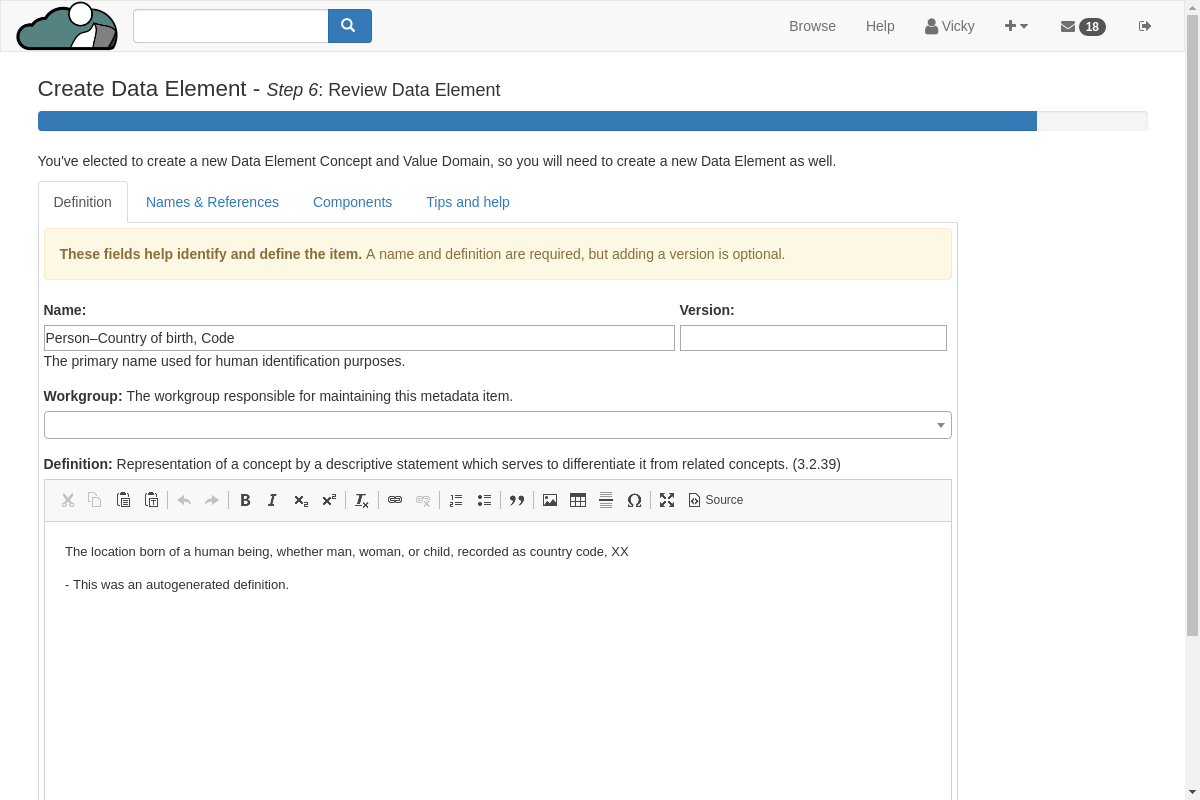 Browse Help Vicky 18
Create Data Element - Step 6: Review Data Element
You've elected to create a new Data Element Concept and Value Domain, so you will need to create a new Data Element as well.
Definition Names & References Components Tips and help
These fields help identify and define the item. A name and definition are required, but adding a version is optional.
Name: Version:
Person–Country of birth, Code
The primary name used for human identification purposes.
Workgroup: The workgroup responsible for maintaining this metadata item.
Definition: Representation of a concept by a descriptive statement which serves to differentiate it from related concepts. (3.2.39)
Source
The location born of a human being, whether man, woman, or child, recorded as country code, XX
- This was an autogenerated definition.